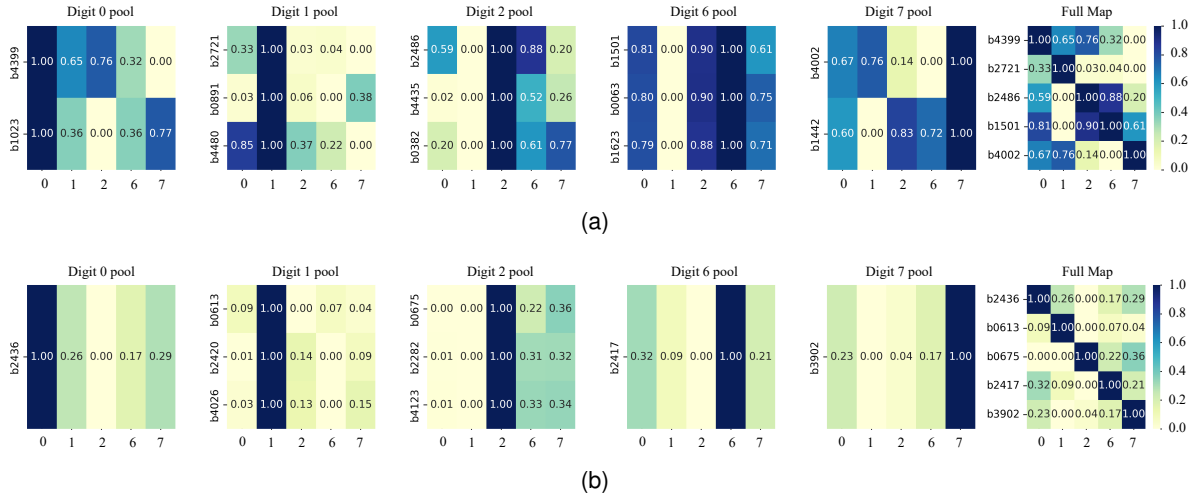 Digit 0 pool Digit 1 pool Digit 2 pool Digit 6 pool Digit 7 pool Full Map
b4399 1.00 0.65 0.76 0.32 0.00
b1023 1.00 0.36 0.00 0.36 0.77
0 1 2 6 7
b2721 0.33 1.00 0.03 0.04 0.00
b0891 0.03 1.00 0.06 0.00 0.38
b4480 0.85 1.00 0.37 0.22 0.00
0 1 2 6 7
b2486 0.59 0.00 1.00 0.88 0.20
b4435 0.02 0.00 1.00 0.52 0.26
b0382 0.20 0.00 1.00 0.61 0.77
0 1 2 6 7
b1501 0.81 0.00 0.90 1.00 0.61
b0063 0.80 0.00 0.90 1.00 0.75
b1623 0.79 0.00 0.88 1.00 0.71
0 1 2 6 7
b4002 0.67 0.76 0.14 0.00 1.00
b1442 0.60 0.00 0.83 0.72 1.00
0 1 2 6 7
b4399 1.00 0.65 0.76 0.32 0.00
b2721 0.33 1.00 0.03 0.04 0.00
b2486 0.59 0.00 1.00 0.88 0.20
b1501 0.81 0.00 0.90 1.00 0.61
b4002 0.67 0.76 0.14 0.00 1.00
0 1 2 6 7
1.0
0.8
0.6
0.4
0.2
0.0
(a)
Digit 0 pool Digit 1 pool Digit 2 pool Digit 6 pool Digit 7 pool Full Map
b2436 1.00 0.26 0.00 0.17 0.29
0 1 2 6 7
b0613 0.09 1.00 0.00 0.07 0.04
b2420 0.01 1.00 0.14 0.00 0.09
b4026 0.03 1.00 0.13 0.00 0.15
0 1 2 6 7
b0675 0.00 0.00 1.00 0.22 0.36
b2282 0.01 0.00 1.00 0.31 0.32
b4123 0.01 0.00 1.00 0.33 0.34
0 1 2 6 7
b2417 0.32 0.09 0.00 1.00 0.21
0 1 2 6 7
b3902 0.23 0.00 0.04 0.17 1.00
0 1 2 6 7
b2436 1.00 0.26 0.00 0.17 0.29
b0613 0.09 1.00 0.00 0.07 0.04
b0675 0.00 0.00 1.00 0.22 0.36
b2417 0.32 0.09 0.00 1.00 0.21
b3902 0.23 0.00 0.04 0.17 1.00
0 1 2 6 7
1.0
0.8
0.6
0.4
0.2
0.0
(b)